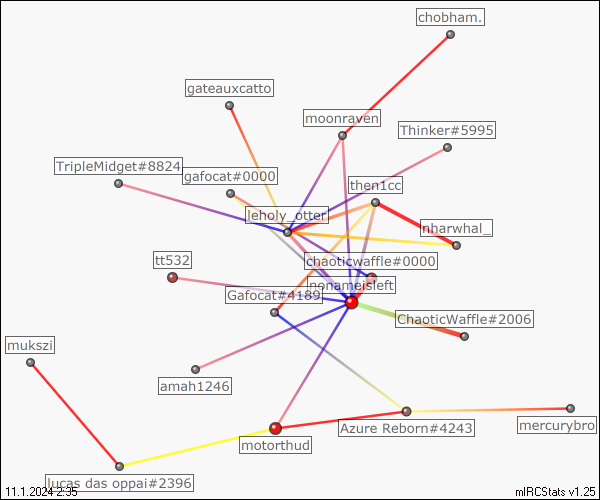 chobham.
gateauxcatto
moonraven
Thinker#5995
TripleMidget#8824
gafocat#0000
then1cc
leholy_otter
nharwhal_
chaoticwaffle#0000
tt532
nonameisleft
Gafocat#4189
ChaoticWaffle#2006
mukszi
amah1246
mercurybro
Azure Reborn#4243
motorthud
lucas das oppai#2396
11.1.2024 2:35
mIRCStats v1.25